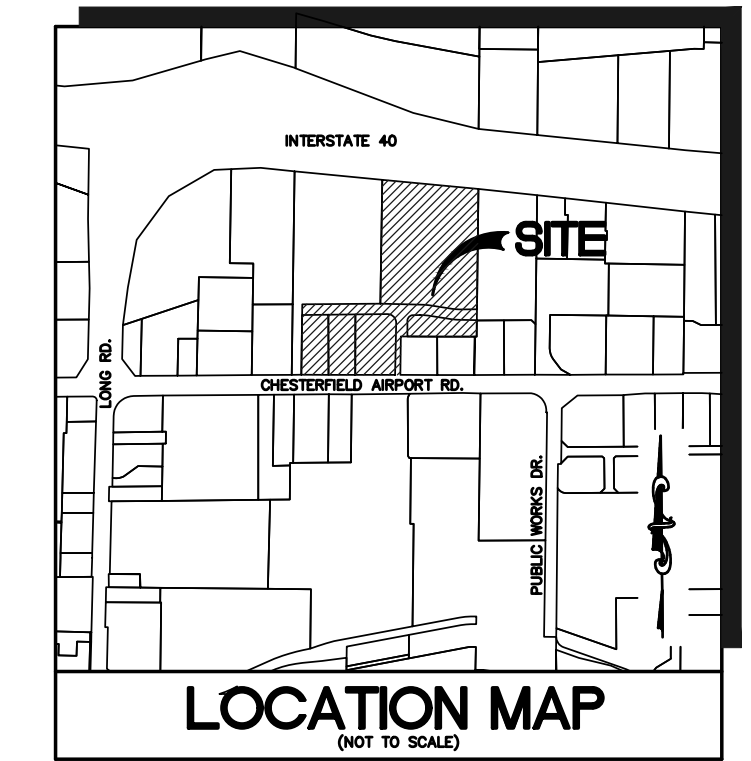 INTERSTATE 40
SITE
LONG RD.
CHESTERFIELD AIRPORT RD.
PUBLIC WORKS DR.
LOCATION MAP
(NOT TO SCALE)